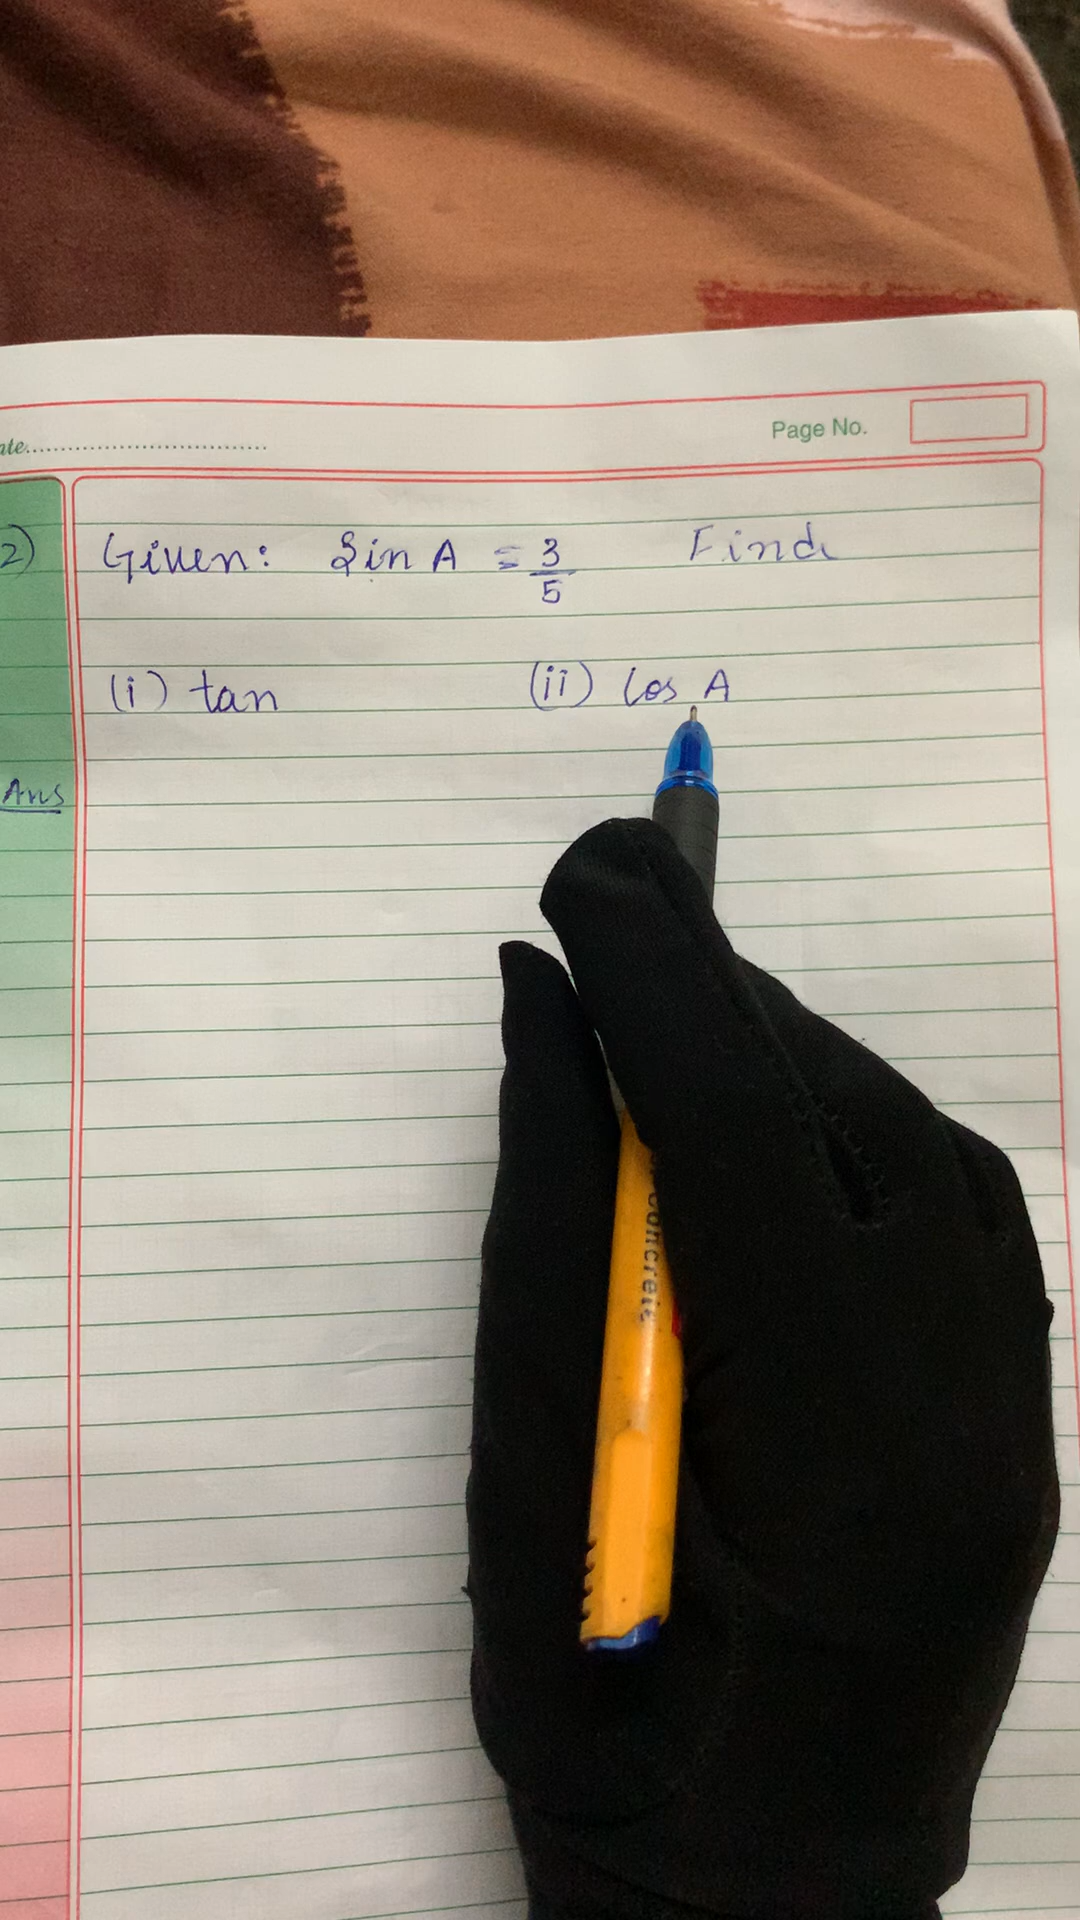 ate..............................
Page No.
2) Given: Sin A = 3/5 Find
(i) tan (ii) Cos A
Ans
Concrete